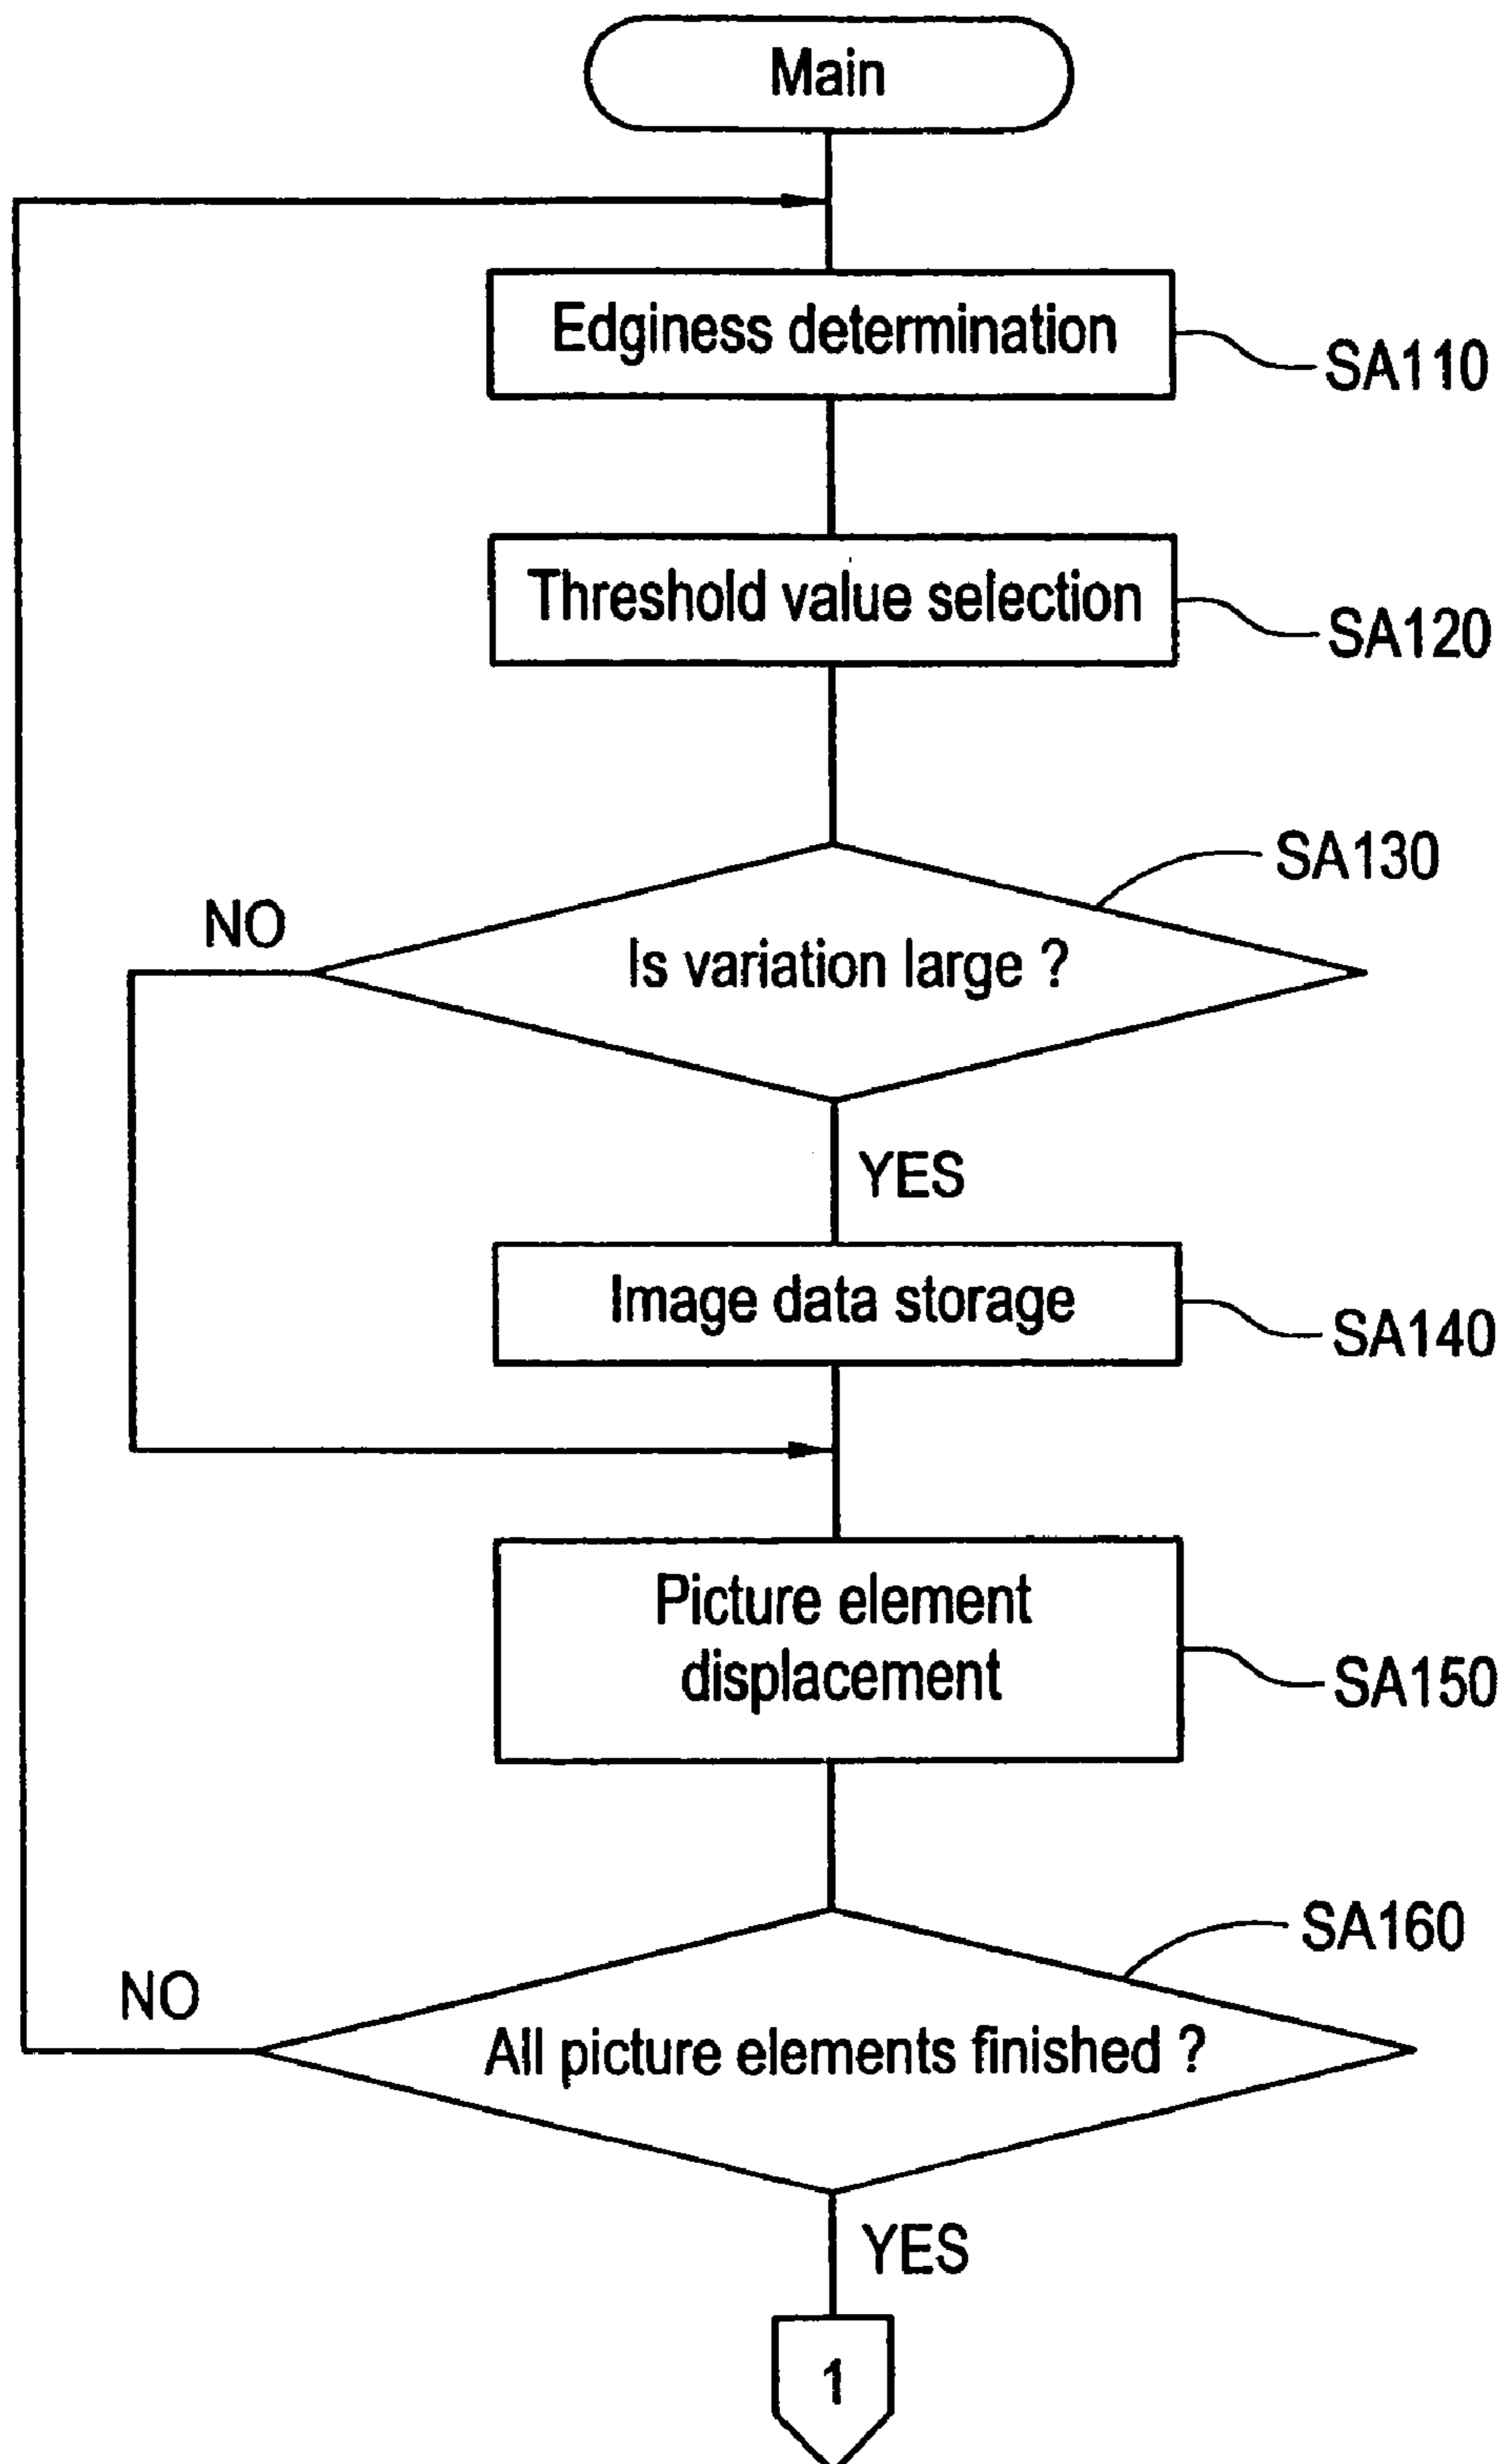 Main
Edginess determination
SA110
Threshold value selection
SA120
SA130
NO
Is variation large ?
YES
Image data storage
SA140
Picture element
displacement
SA150
SA160
NO
All picture elements finished ?
YES
1